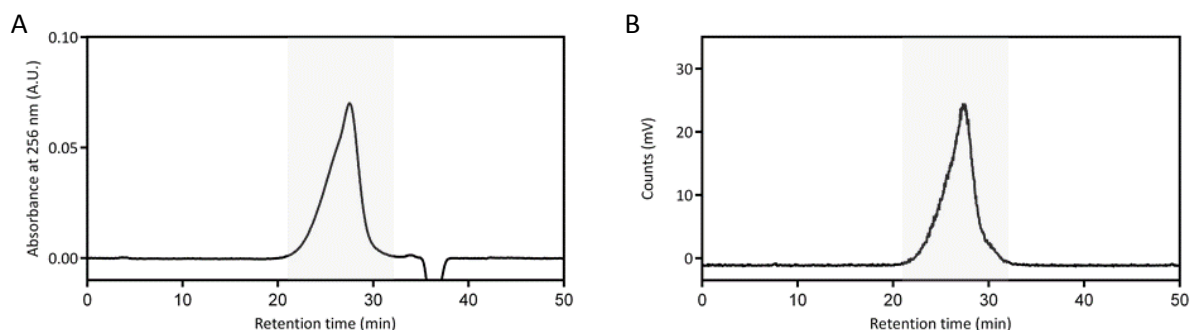 A
Absorbance at 256 nm (A.U.)
0.10
0.05
0.00
0 10 20 30 40 50
Retention time (min)
B
Counts (mV)
30
20
10
0
0 10 20 30 40 50
Retention time (min)